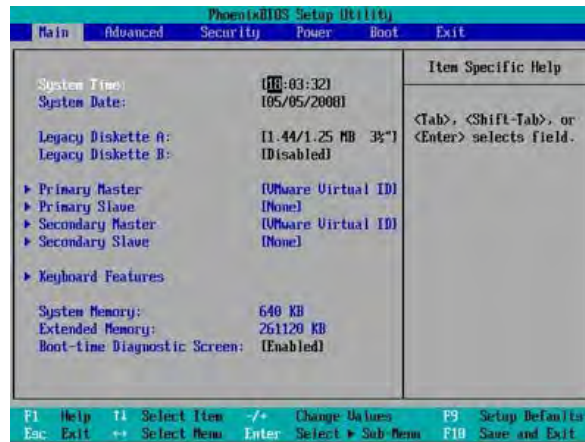 PhoenixBIOS Setup Utility
Main Advanced Security Power Boot Exit
Item Specific Help
System Time: [18:03:32]
System Date: [05/05/2008]
<Tab>, <Shift-Tab>, or
<Enter> selects field.
Legacy Diskette A: [1.44/1.25 MB 3½"]
Legacy Diskette B: [Disabled]
Primary Master [VMware Virtual ID]
Primary Slave [None]
Secondary Master [VMware Virtual ID]
Secondary Slave [None]
Keyboard Features
System Memory: 640 KB
Extended Memory: 261120 KB
Boot-time Diagnostic Screen: [Enabled]
F1 Help ↑↓ Select Item -/+ Change Values F9 Setup Defaults
Esc Exit ↔ Select Menu Enter Select ▶ Sub-Menu F10 Save and Exit